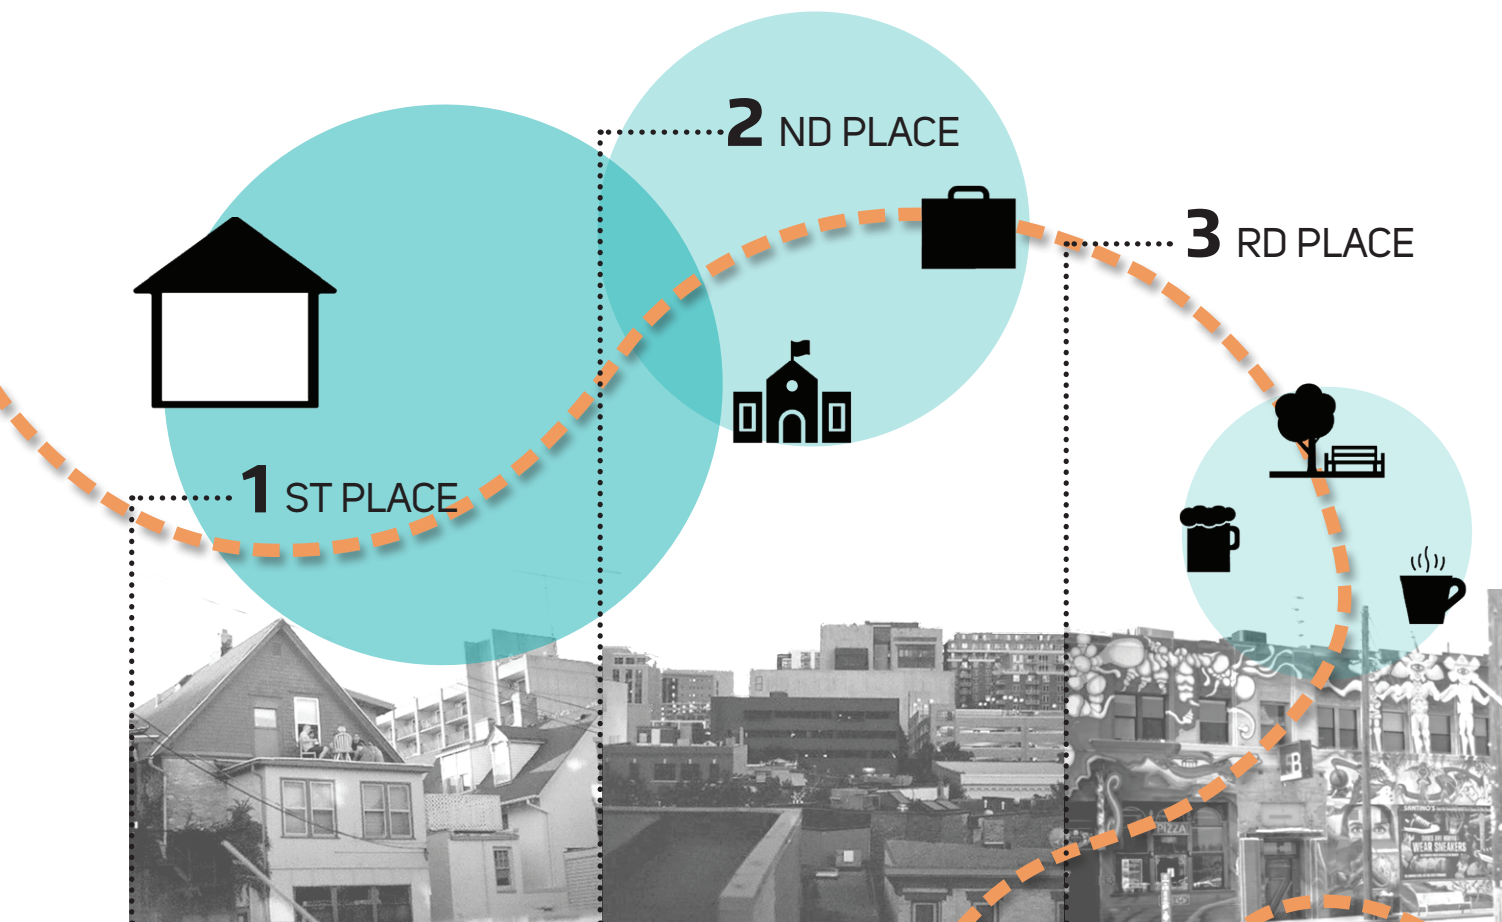 2 ND PLACE
3 RD PLACE
1 ST PLACE
B
PIZZA
WEAR SNEAKERS